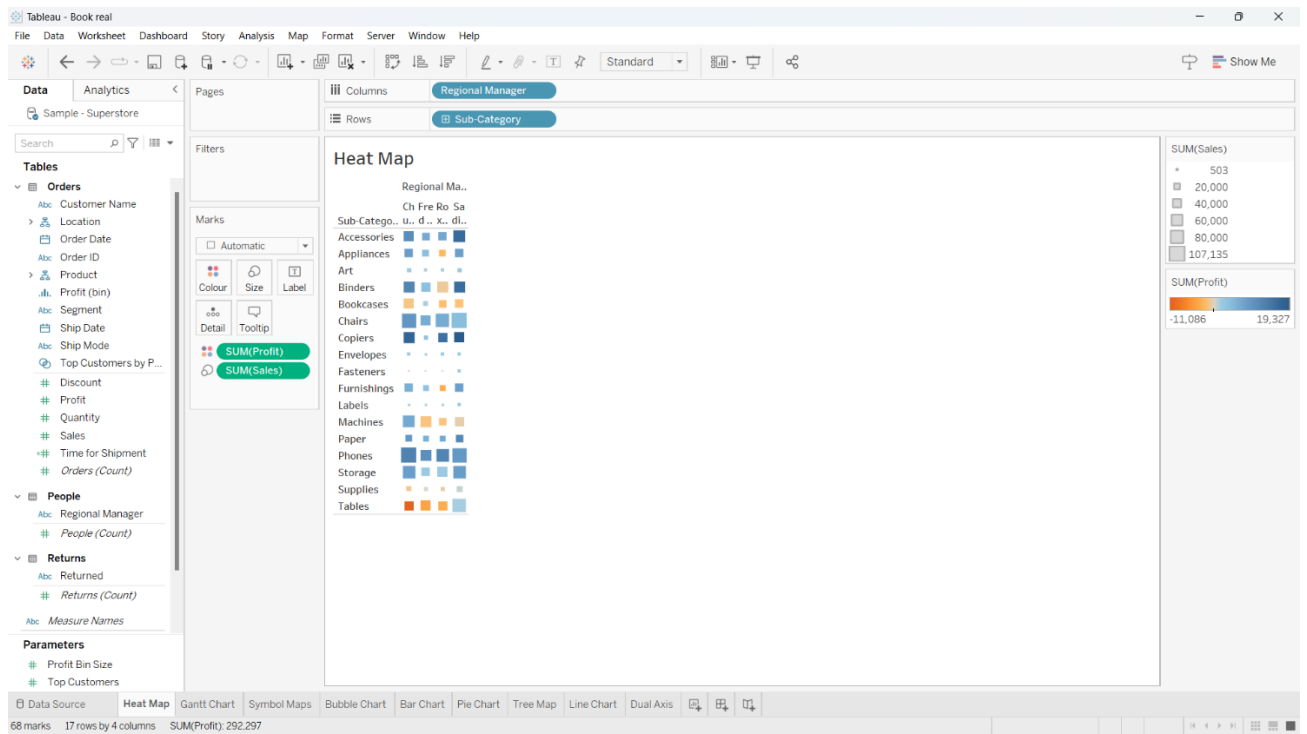 Tableau - Book real
File Data Worksheet Dashboard Story Analysis Map Format Server Window Help
Standard
Show Me
Data Analytics
Sample - Superstore
Search
Tables
Orders
Abc Customer Name
Location
Order Date
Abc Order ID
Product
Profit (bin)
Abc Segment
Ship Date
Abc Ship Mode
Top Customers by P...
# Discount
# Profit
# Quantity
# Sales
=# Time for Shipment
# Orders (Count)
People
Abc Regional Manager
# People (Count)
Returns
Abc Returned
# Returns (Count)
Abc Measure Names
Parameters
# Profit Bin Size
# Top Customers
Pages
Filters
Marks
Automatic
Colour Size Label
Detail Tooltip
SUM(Profit)
SUM(Sales)
Columns Regional Manager
Rows Sub-Category
Heat Map
Regional Ma..
Ch Fre Ro Sa
Sub-Catego.. u.. d .. x.. di..
Accessories
Appliances
Art
Binders
Bookcases
Chairs
Copiers
Envelopes
Fasteners
Furnishings
Labels
Machines
Paper
Phones
Storage
Supplies
Tables
SUM(Sales)
503
20,000
40,000
60,000
80,000
107,135
SUM(Profit)
-11,086 19,327
Data Source Heat Map Gantt Chart Symbol Maps Bubble Chart Bar Chart Pie Chart Tree Map Line Chart Dual Axis
68 marks 17 rows by 4 columns SUM(Profit): 292,297